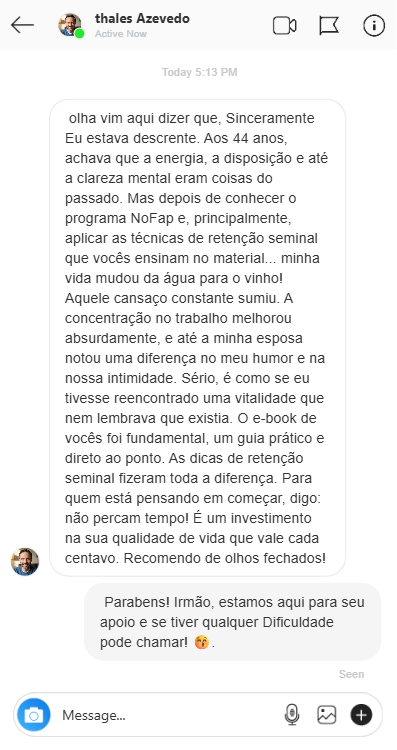 thales Azevedo
Active Now
Today 5:13 PM
olha vim aqui dizer que, Sinceramente
Eu estava descrente. Aos 44 anos,
achava que a energia, a disposição e até
a clareza mental eram coisas do
passado. Mas depois de conhecer o
programa NoFap e, principalmente,
aplicar as técnicas de retenção seminal
que vocês ensinam no material... minha
vida mudou da água para o vinho!
Aquele cansaço constante sumiu. A
concentração no trabalho melhorou
absurdamente, e até a minha esposa
notou uma diferença no meu humor e na
nossa intimidade. Sério, é como se eu
tivesse reencontrado uma vitalidade que
nem lembrava que existia. O e-book de
vocês foi fundamental, um guia prático e
direto ao ponto. As dicas de retenção
seminal fizeram toda a diferença. Para
quem está pensando em começar, digo:
não percam tempo! É um investimento
na sua qualidade de vida que vale cada
centavo. Recomendo de olhos fechados!
Parabens! Irmão, estamos aqui para seu
apoio e se tiver qualquer Dificuldade
pode chamar! 😚.
Seen
Message...